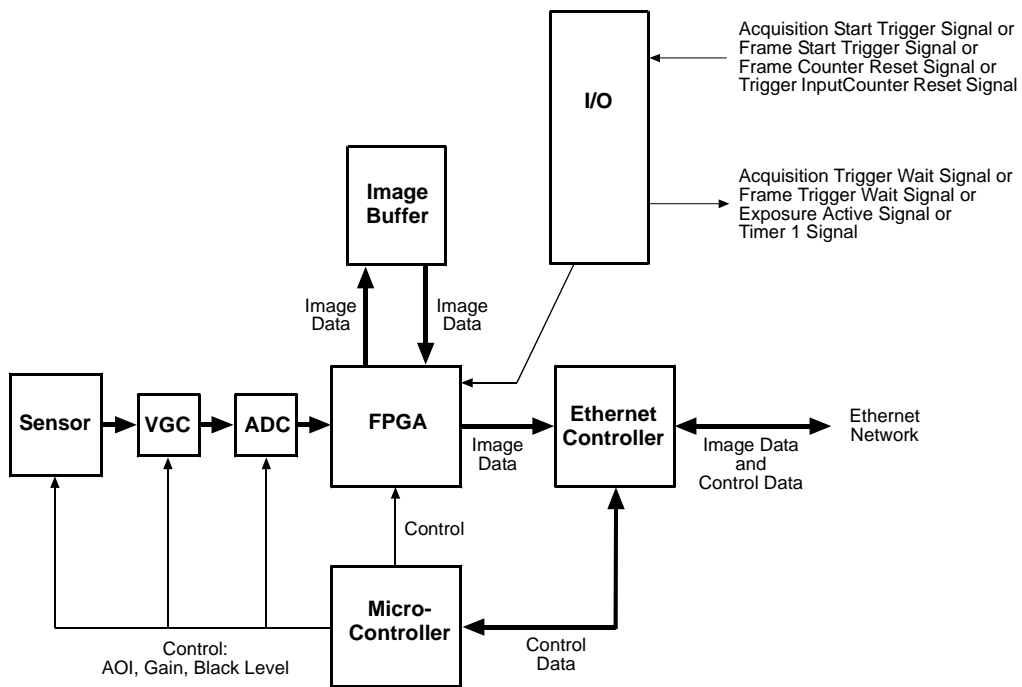 Acquisition Start Trigger Signal or
Frame Start Trigger Signal or
Frame Counter Reset Signal or
Trigger InputCounter Reset Signal
I/O
Acquisition Trigger Wait Signal or
Frame Trigger Wait Signal or
Exposure Active Signal or
Timer 1 Signal
Image
Buffer
Image
Data
Image
Data
Sensor
VGC
ADC
FPGA
Image
Data
Ethernet
Controller
Image Data
and
Control Data
Ethernet
Network
Control
Micro-
Controller
Control
Data
Control:
AOI, Gain, Black Level